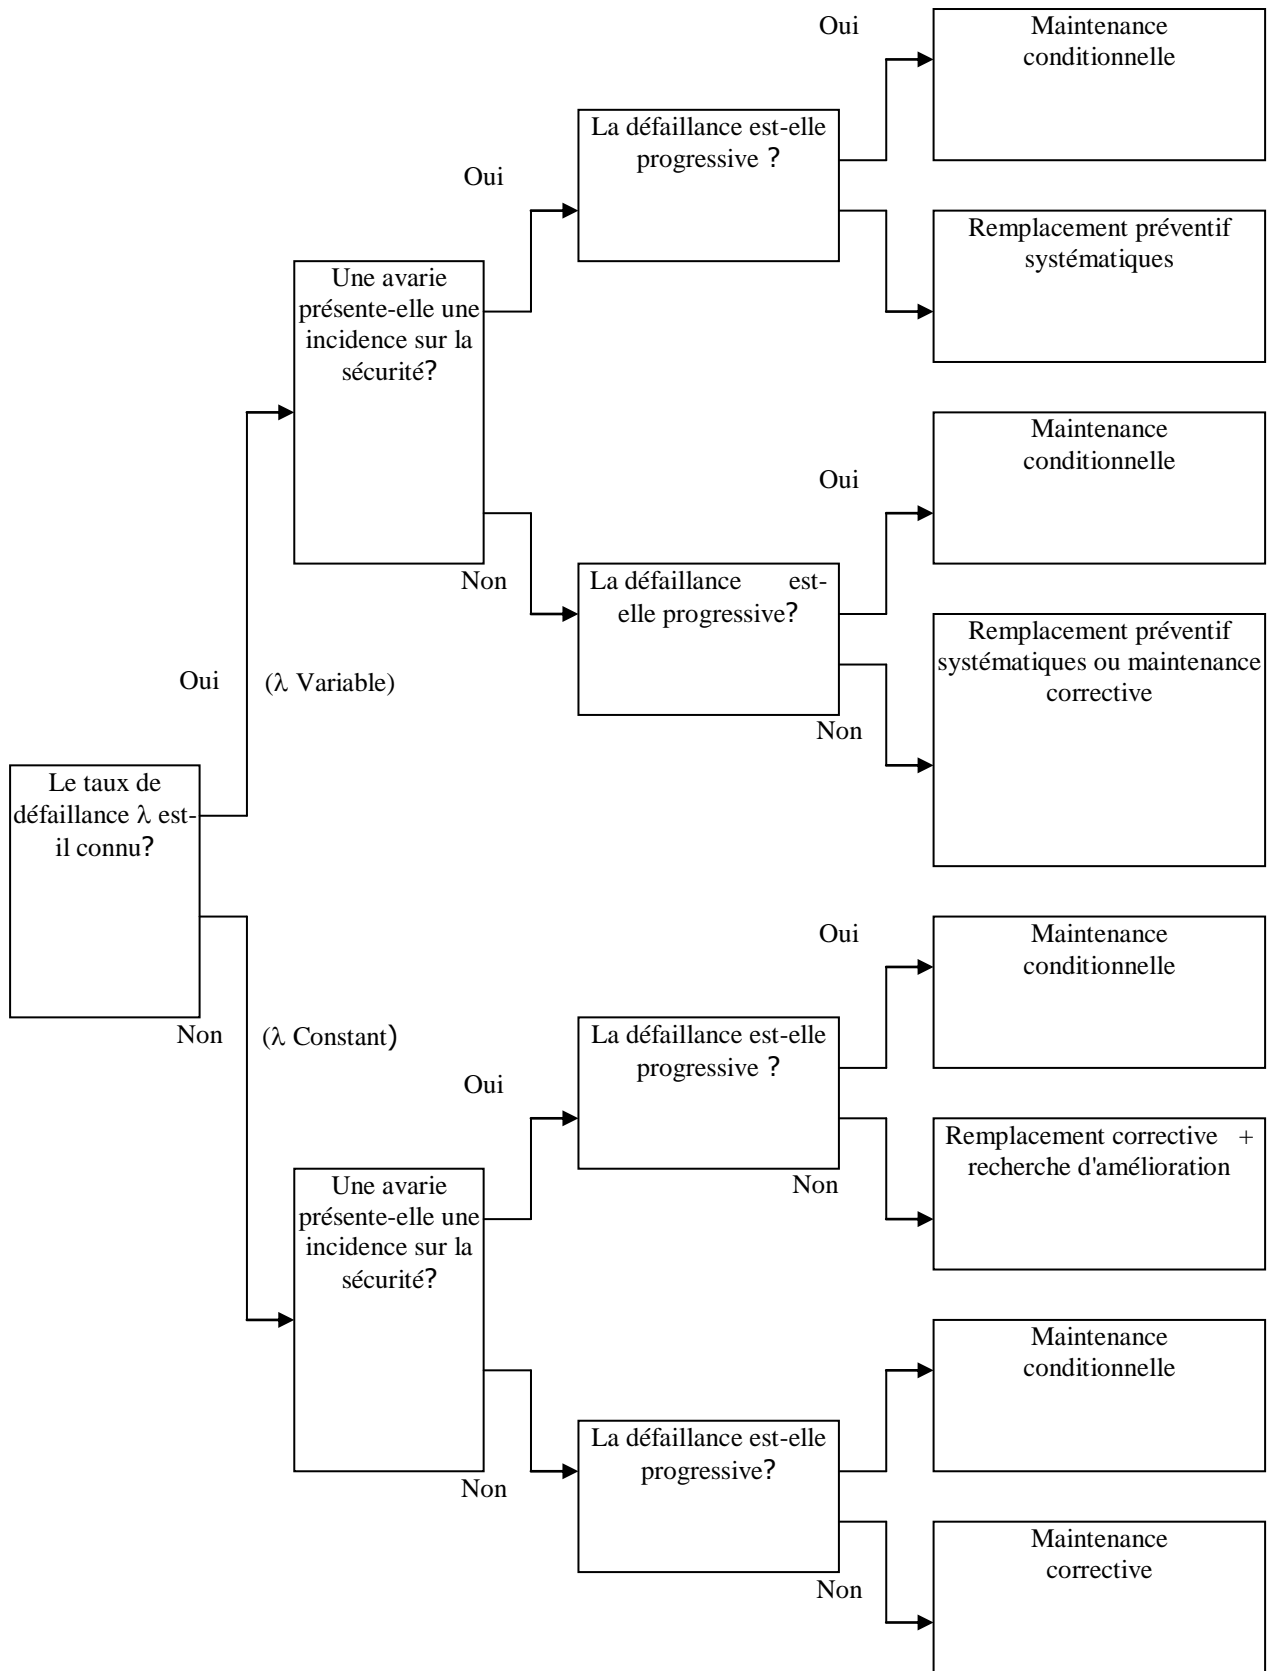 Oui
Maintenance
conditionnelle
La défaillance est-elle
progressive ?
Oui
Remplacement préventif
systématiques
Une avarie
présente-elle une
incidence sur la
sécurité?
Maintenance
conditionnelle
Oui
Non
La défaillance est-
elle progressive?
Remplacement préventif
systématiques ou maintenance
corrective
Oui
(λ Variable)
Non
Le taux de
défaillance λ est-
il connu?
Oui
Maintenance
conditionnelle
Non
(λ Constant)
La défaillance est-elle
progressive ?
Oui
Remplacement corrective +
recherche d'amélioration
Non
Une avarie
présente-elle une
incidence sur la
sécurité?
Maintenance
conditionnelle
La défaillance est-elle
progressive?
Non
Maintenance
corrective
Non